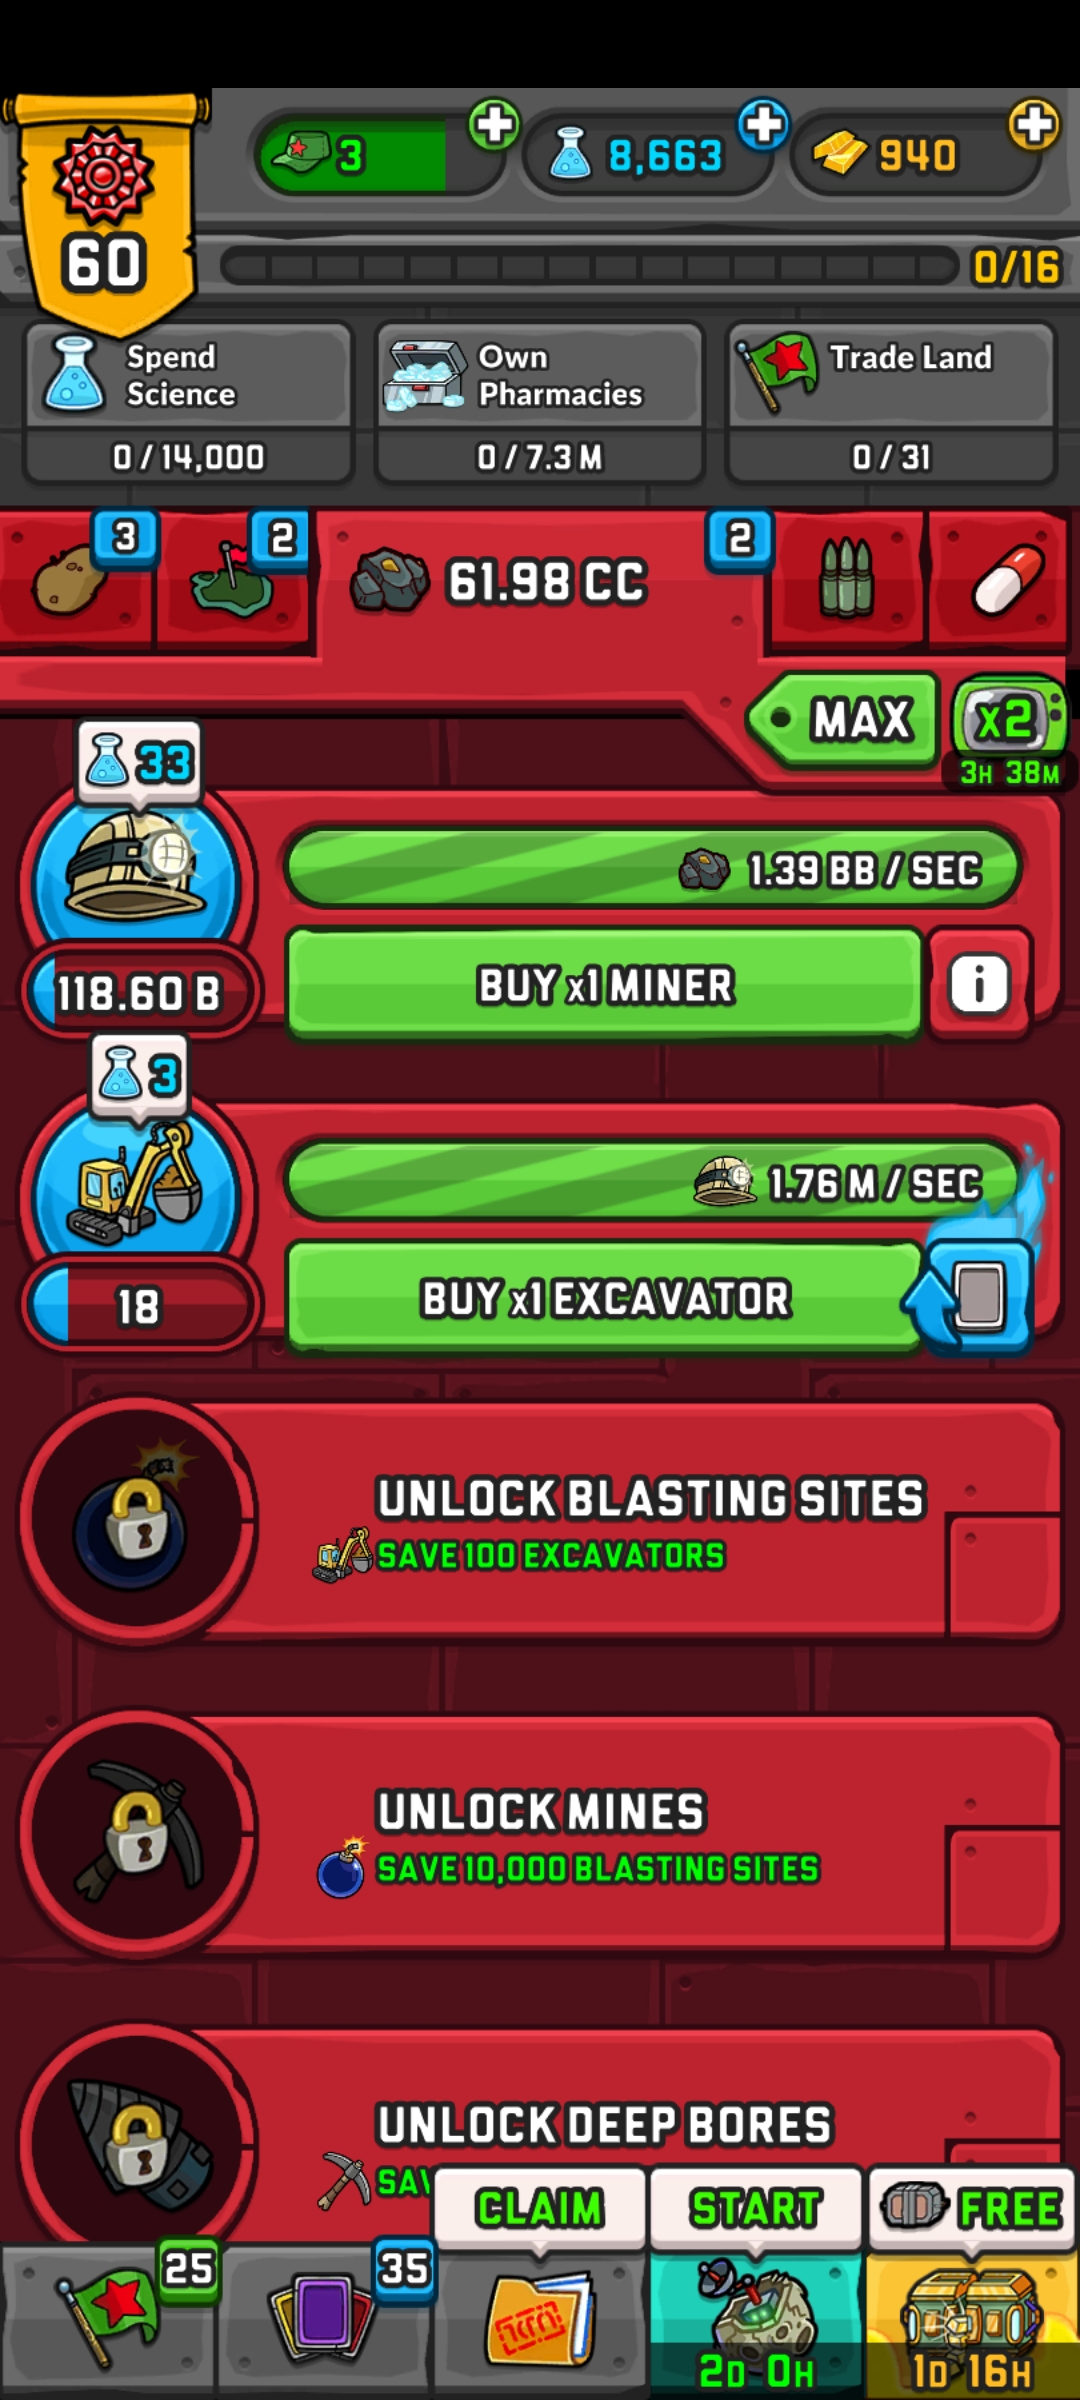 3
8,663
940
60
0/16
Spend
Science
Own
Pharmacies
Trade Land
0/14,000
0/7.3 M
0/31
3
2
61.98 CC
2
MAX
x2
3H 38M
33
1.39 BB / SEC
118.60 B
BUY x1 MINER
i
3
1.76 M / SEC
18
BUY x1 EXCAVATOR
UNLOCK BLASTING SITES
SAVE 100 EXCAVATORS
UNLOCK MINES
SAVE 10,000 BLASTING SITES
UNLOCK DEEP BORES
CLAIM
START
FREE
25
35
2D 0H
1D 16H